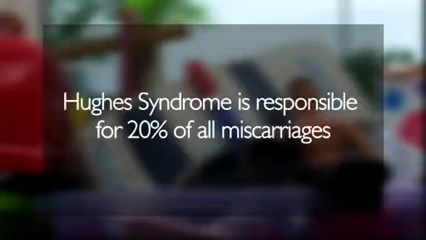 Hughes Syndrome is responsible
for 20% of all miscarriages